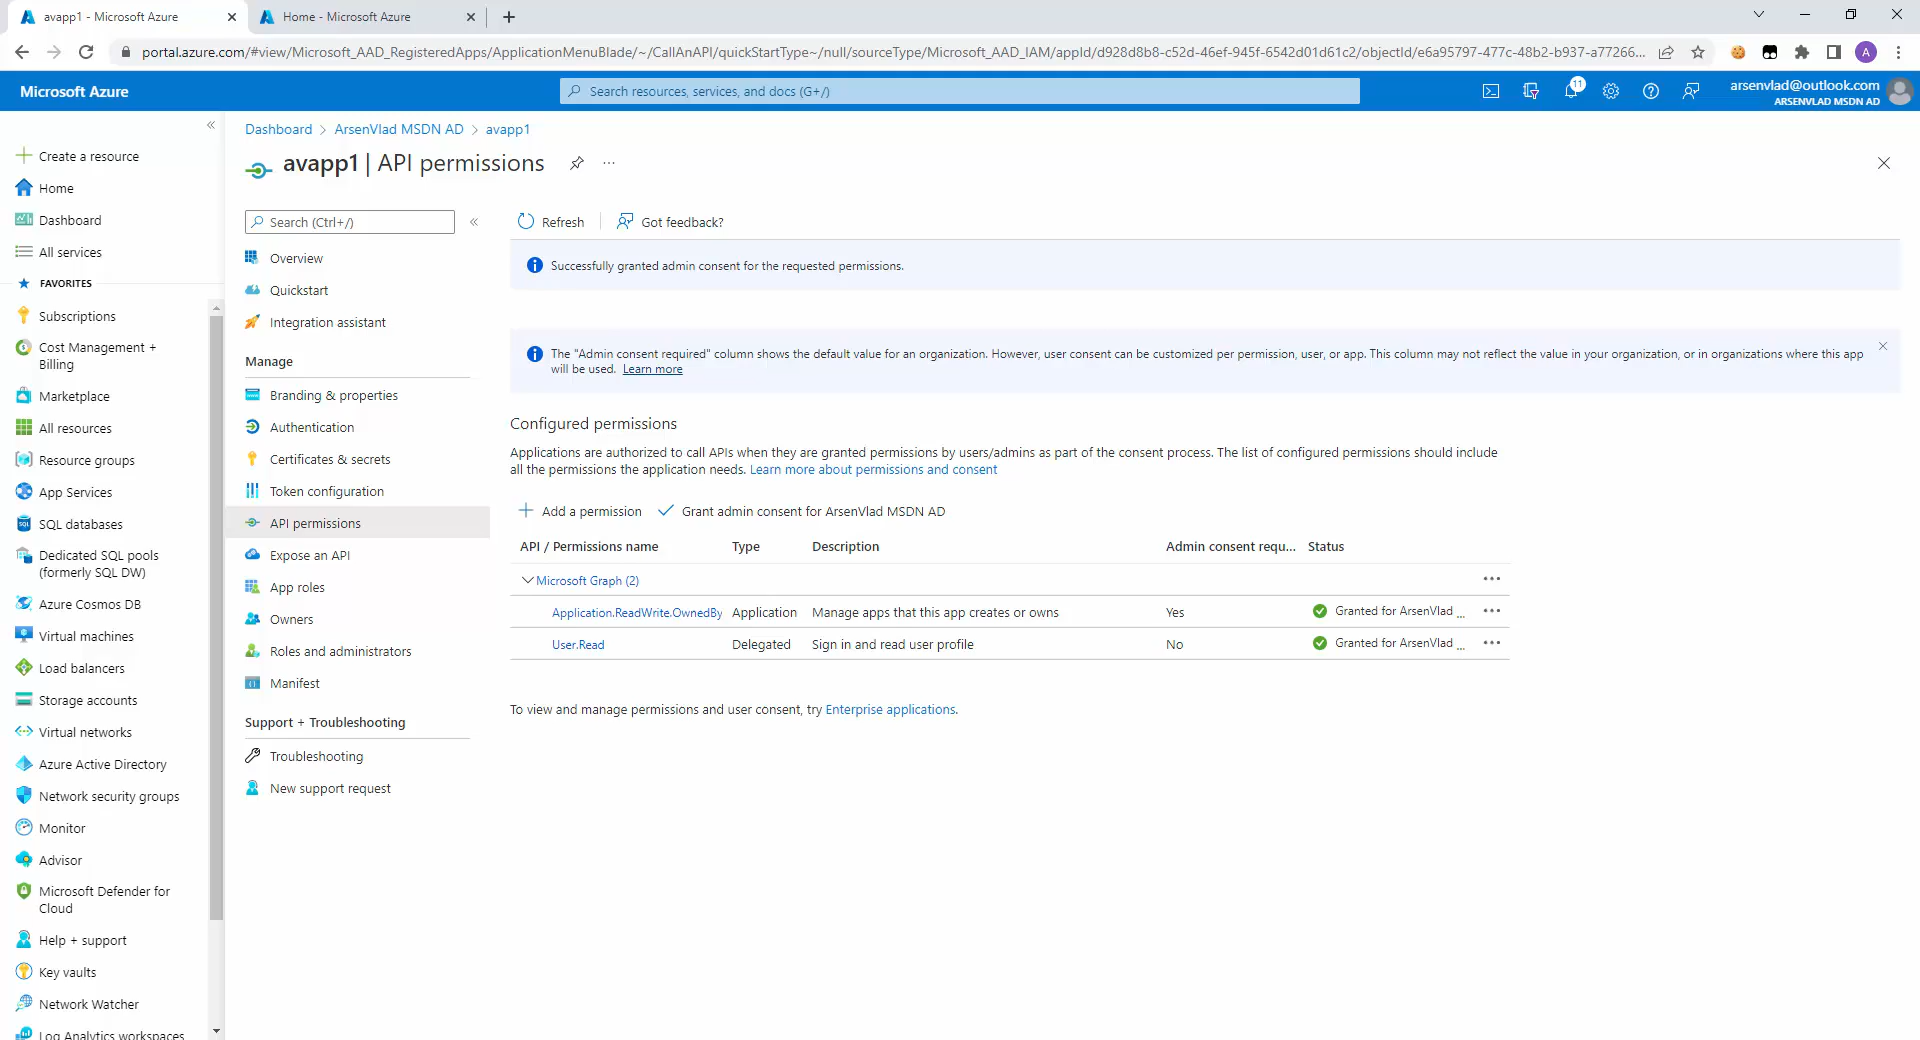 avapp1 - Microsoft Azure
Home - Microsoft Azure
portal.azure.com/#view/Microsoft_AAD_RegisteredApps/ApplicationMenuBlade/~/CallAnAPI/quickStartType~/null/sourceType/Microsoft_AAD_IAM/appId/d928d8b8-c52d-46ef-945f-6542d01d61c2/objectId/e6a95797-477c-48b2-b937-a77266...
A
Microsoft Azure
Search resources, services, and docs (G+/)
11
arsenvlad@outlook.com
ARSENVLAD MSDN AD
Create a resource
Home
Dashboard
All services
FAVORITES
Subscriptions
Cost Management +
Billing
Marketplace
All resources
Resource groups
App Services
SQL databases
Dedicated SQL pools
(formerly SQL DW)
Azure Cosmos DB
Virtual machines
Load balancers
Storage accounts
Virtual networks
Azure Active Directory
Network security groups
Monitor
Advisor
Microsoft Defender for
Cloud
Help + support
Key vaults
Network Watcher
Log Analytics workspaces
Dashboard > ArsenVlad MSDN AD > avapp1
avapp1 | API permissions
Search (Ctrl+/)
Overview
Quickstart
Integration assistant
Manage
Branding & properties
Authentication
Certificates & secrets
Token configuration
API permissions
Expose an API
App roles
Owners
Roles and administrators
Manifest
Support + Troubleshooting
Troubleshooting
New support request
Refresh
Got feedback?
Successfully granted admin consent for the requested permissions.
The "Admin consent required" column shows the default value for an organization. However, user consent can be customized per permission, user, or app. This column may not reflect the value in your organization, or in organizations where this app
will be used. Learn more
Configured permissions
Applications are authorized to call APIs when they are granted permissions by users/admins as part of the consent process. The list of configured permissions should include
all the permissions the application needs. Learn more about permissions and consent
Add a permission
Grant admin consent for ArsenVlad MSDN AD
API / Permissions name Type Description Admin consent requ... Status
Microsoft Graph (2)
Application.ReadWrite.OwnedBy Application Manage apps that this app creates or owns Yes Granted for ArsenVlad ...
User.Read Delegated Sign in and read user profile No Granted for ArsenVlad ...
To view and manage permissions and user consent, try Enterprise applications.